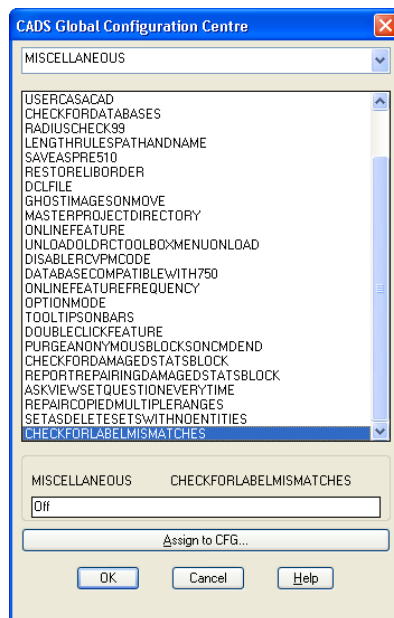 CADS Global Configuration Centre
MISCELLANEOUS
USERCASACAD
CHECKFORDATABASES
RADIUSCHECK99
LENGTHRULESPATHANDNAME
SAVEASPRE510
RESTORELIBORDER
DCLFILE
GHOSTIMAGESONMOVE
MASTERPROJECTDIRECTORY
ONLINEFEATURE
UNLOADOLDRCTOOLBOXMENUONLOAD
DISABLERCVPMCODE
DATABASECOMPATIBLEWITH750
ONLINEFEATUREFREQUENCY
OPTIONMODE
TOOLTIPSONBARS
DOUBLECLICKFEATURE
PURGEANONYMOUSBLOCKSONCMDEND
CHECKFORDAMAGEDSTATSBLOCK
REPORTREPAIRINGDAMAGEDSTATSBLOCK
ASKVIEWSETQUESTIONEVERYTIME
REPAIRCOPIEDMULTIPLERANGES
SETASDELETESETSWITHNOENTITIES
CHECKFORLABELMISMATCHES
MISCELLANEOUS CHECKFORLABELMISMATCHES
Off
Assign to CFG...
OK Cancel Help